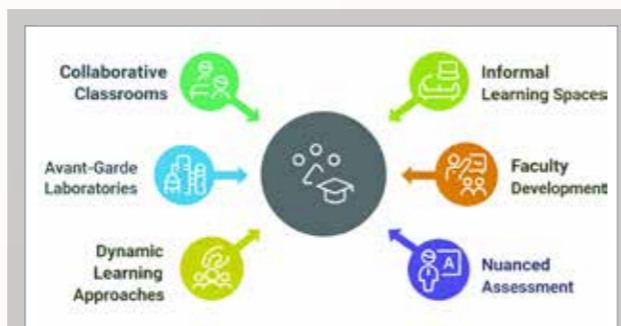 Collaborative
Classrooms
Informal
Learning Spaces
Avant-Garde
Laboratories
Faculty
Development
Dynamic
Learning
Approaches
Nuanced
Assessment
A